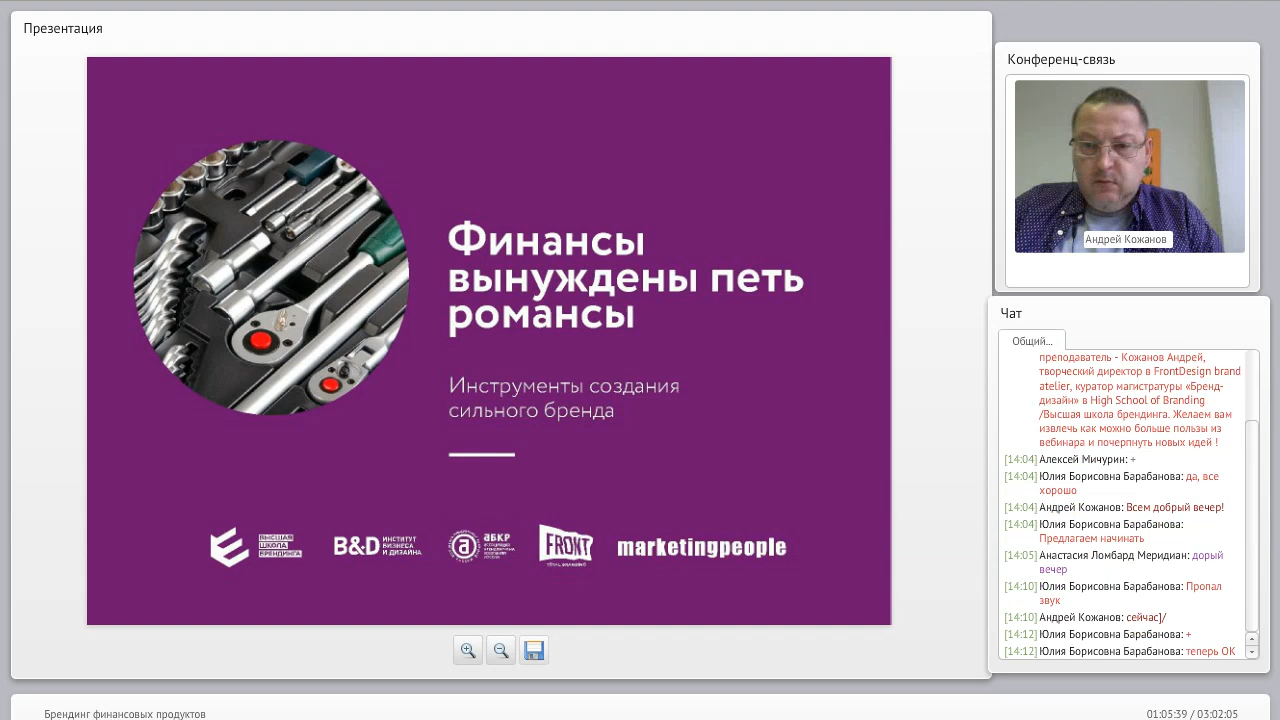 Презентация
Финансы
вынуждены петь
романсы
Инструменты создания
сильного бренда
ВЫСШАЯ
ШКОЛА
БРЕНДИНГА
B&D ИНСТИТУТ
БИЗНЕСА
И ДИЗАЙНА
АБКР
FRONT
marketingpeople
Конференц-связь
Андрей Кожанов
Чат
Общий...
преподаватель - Кожанов Андрей,
творческий директор в FrontDesign brand
atelier, куратор магистратуры «Бренд-
дизайн» в High School of Branding
/Высшая школа брендинга. Желаем вам
извлечь как можно больше пользы из
вебинара и почерпнуть новых идей !
[14:04] Алексей Мичурин: +
[14:04] Юлия Борисовна Барабанова: да, все
хорошо
[14:04] Андрей Кожанов: Всем добрый вечер!
[14:04] Юлия Борисовна Барабанова:
Предлагаем начинать
[14:05] Анастасия Ломбард Меридиан: дорый
вечер
[14:10] Юлия Борисовна Барабанова: Пропал
звук
[14:10] Андрей Кожанов: сейчас]/
[14:12] Юлия Борисовна Барабанова: +
[14:12] Юлия Борисовна Барабанова: теперь ОК
Брендинг финансовых продуктов
01:05:39 / 03:02:05